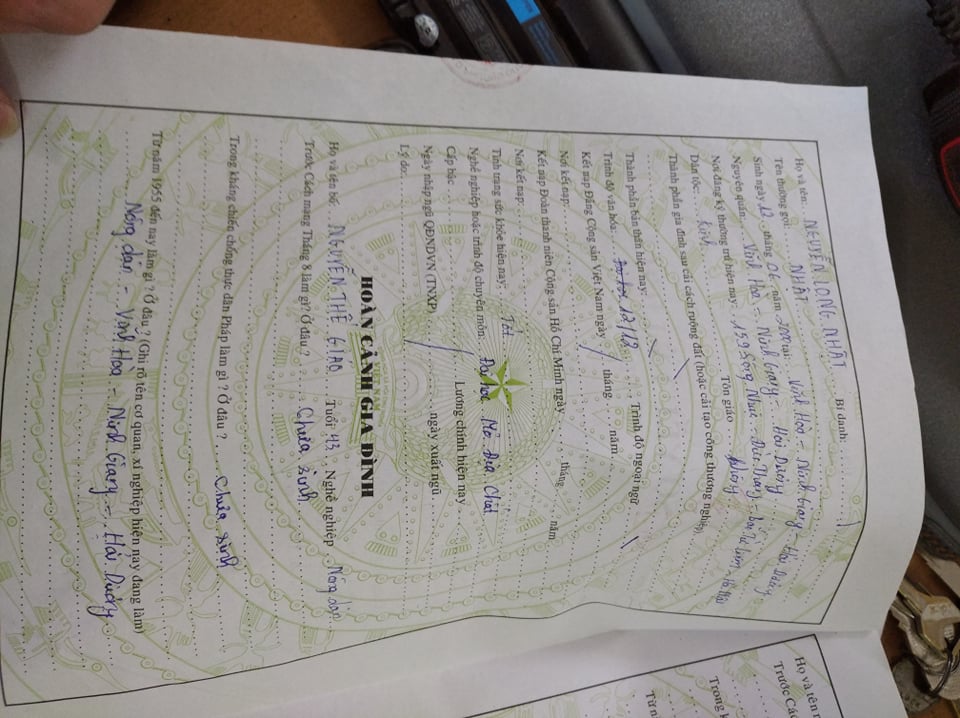 Họ và tên: NGUYỄN LONG NHẬT Bí danh:
Tên thường gọi: NHẬT
Sinh ngày 12 tháng 06 năm 2000 tại: Vĩnh Hoà - Ninh Giang - Hải Dương
Nguyên quán: Vĩnh Hoà - Ninh Giang - Hải Dương
Nơi đăng ký thường trú hiện nay: 159 Sông Nhuệ - Đức Thắng - Bắc Từ Liêm - Hà Nội
Dân tộc: Kinh Tôn giáo không
Thành phần gia đình sau cải cách ruộng đất (hoặc cải tạo công thương nghiệp)
Thành phần bản thân hiện nay:
Trình độ văn hóa: 12/12 Trình độ ngoại ngữ
Kết nạp Đảng Cộng sản Việt Nam ngày tháng năm
Nơi kết nạp:
Kết nạp Đoàn thanh niên Cộng sản Hồ Chí Minh ngày tháng năm
Nơi kết nạp:
Tình trạng sức khỏe hiện nay: Tốt
Nghề nghiệp hoặc trình độ chuyên môn: Đại học Mỏ Địa Chất
Cấp bậc Lương chính hiện nay
Ngày nhập ngũ QĐNDVN (TNXP) ngày xuất ngũ
Lý do:
VIỆT NAM
HOÀN CẢNH GIA ĐÌNH
Họ và tên bố: NGUYỄN THẾ GIÁO Tuổi 43 Nghề nghiệp Nông dân
Trước Cách mạng Tháng 8 làm gì? Ở đâu ? Chưa sinh
Trong kháng chiến chống thực dân Pháp làm gì ? Ở đâu ? Chưa sinh
Từ năm 1955 đến nay làm gì ? Ở đâu ? (Ghi rõ tên cơ quan, xí nghiệp hiện nay đang làm)
Nông dân - Vĩnh Hoà - Ninh Giang - Hải Dương
Họ và tên
Trước Các
Trong k
Từ n